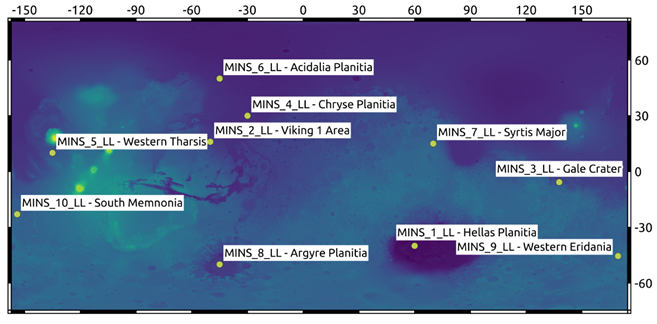 -150 -120 -90 -60 -30 0 30 60 90 120 150
MINS_6_LL - Acidalia Planitia
60
MINS_4_LL - Chryse Planitia
30
MINS_2_LL - Viking 1 Area
MINS_7_LL - Syrtis Major
MINS_5_LL - Western Tharsis
MINS_3_LL - Gale Crater
0
MINS_10_LL - South Memnonia
-30
MINS_1_LL - Hellas Planitia
MINS_9_LL - Western Eridania
MINS_8_LL - Argyre Planitia
-60